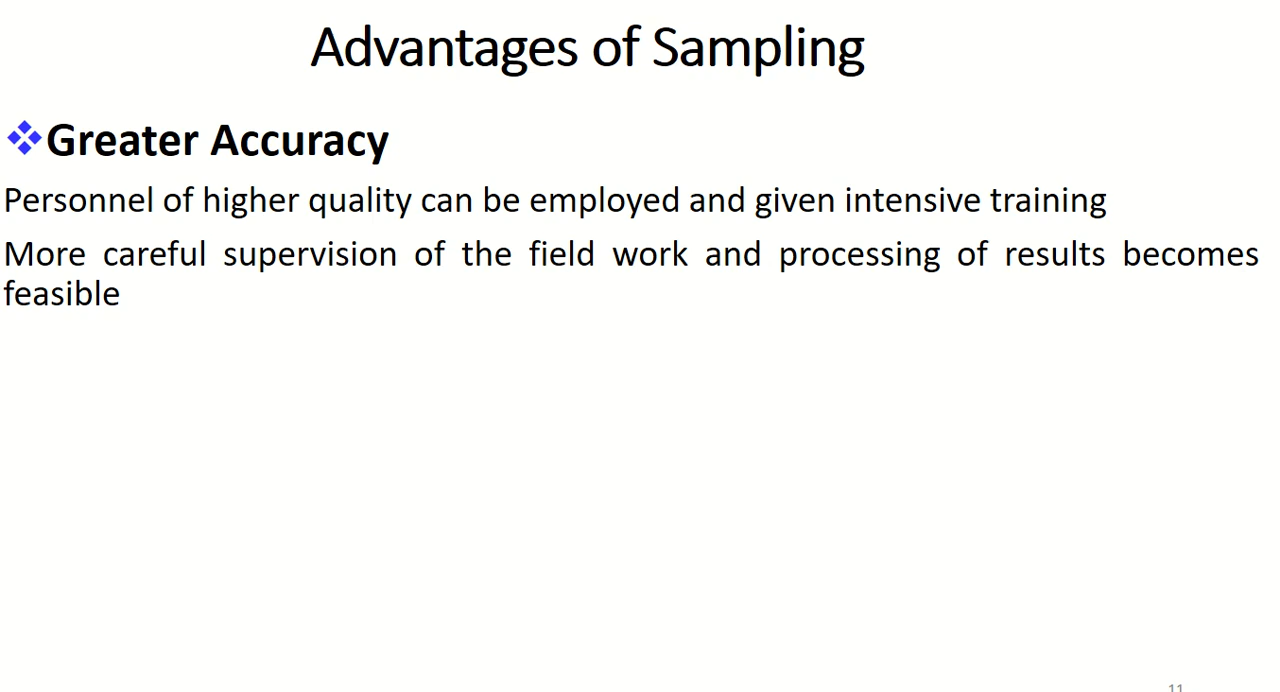 Advantages of Sampling
❖Greater Accuracy
Personnel of higher quality can be employed and given intensive training
More careful supervision of the field work and processing of results becomes
feasible
11